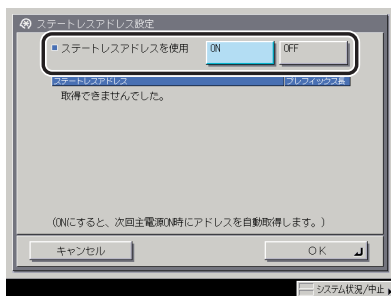 ステートレスアドレス設定
■ ステートレスアドレスを使用 ON OFF
ステートレスアドレス プレフィックス長
取得できませんでした。
(ONにすると、次回主電源ON時にアドレスを自動取得します。)
キャンセル OK
システム状況/中止